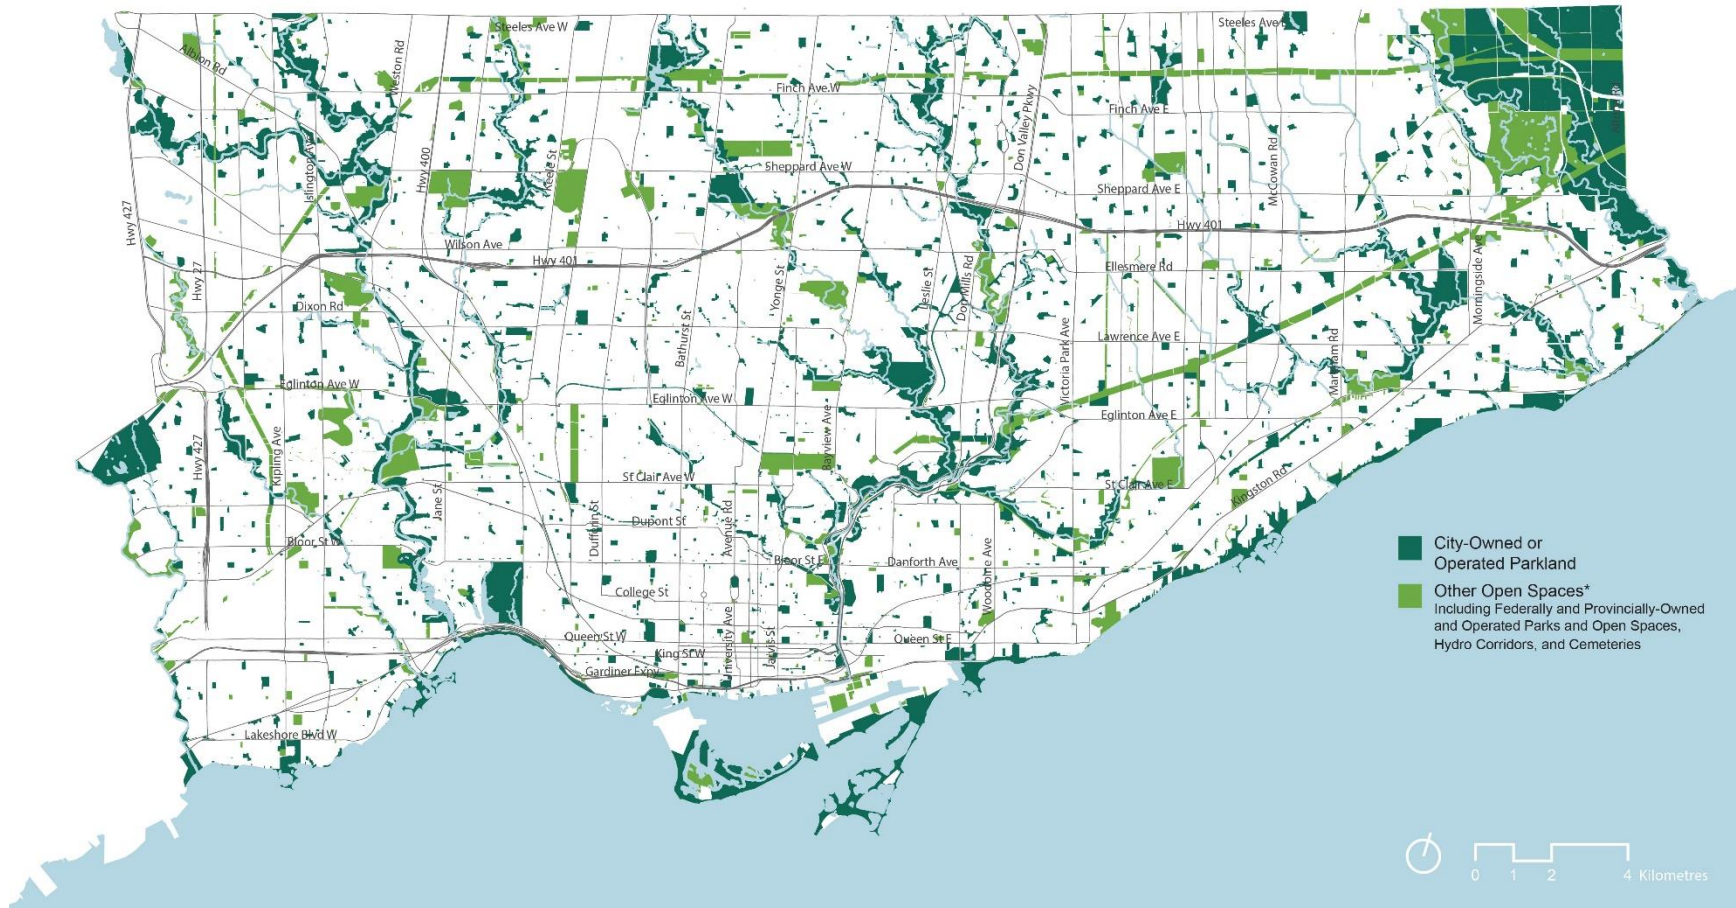 Steeles Ave W
Steeles Ave E
Albion Rd
Weston Rd
Finch Ave W
Don Valley Pkwy
Finch Ave E
Islington Ave
Hwy 400
Keele St
Sheppard Ave W
McCowan Rd
Sheppard Ave E
Hwy 427
Hwy 401
Wilson Ave
Hwy 401
Morningside Ave
Hwy 27
Yonge St
Leslie St
Don Mills Rd
Ellesmere Rd
Dixon Rd
Bathurst St
Victoria Park Ave
Lawrence Ave E
Markham Rd
Eglinton Ave W
Eglinton Ave W
Bayview Ave
Eglinton Ave E
Hwy 427
Kipling Ave
Jane St
St Clair Ave W
St Clair Ave E
Kingston Rd
Dufferin St
Dupont St
Avenue Rd
Bloor St W
Bloor St E
Danforth Ave
Woodbine Ave
College St
University Ave
Jarvis St
Queen St W
Queen St E
King St W
Gardiner Expy
Lakeshore Blvd W
City-Owned or
Operated Parkland
Other Open Spaces*
Including Federally and Provincially-Owned
and Operated Parks and Open Spaces,
Hydro Corridors, and Cemeteries
0 1 2 4 Kilometres